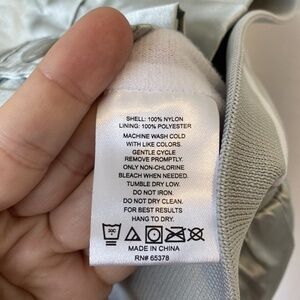 SHELL: 100% NYLON
LINING: 100% POLYESTER
MACHINE WASH COLD
WITH LIKE COLORS.
GENTLE CYCLE
REMOVE PROMPTLY.
ONLY NON-CHLORINE
BLEACH WHEN NEEDED.
TUMBLE DRY LOW.
DO NOT IRON.
DO NOT DRY CLEAN.
FOR BEST RESULTS
HANG TO DRY.
MADE IN CHINA
RN# 65378